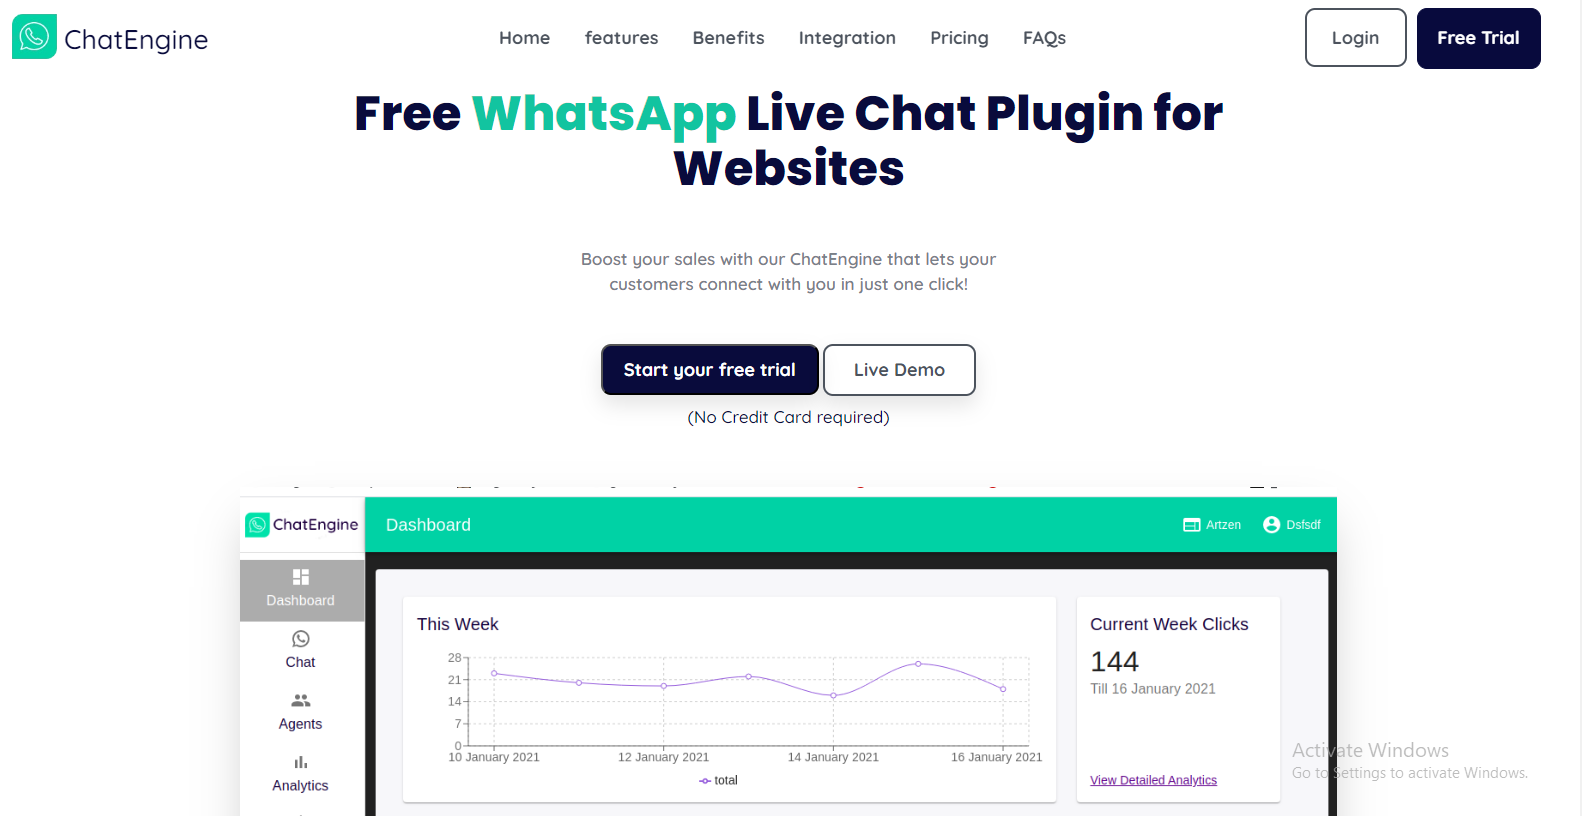 ChatEngine
Home features Benefits Integration Pricing FAQs
Login Free Trial
Free WhatsApp Live Chat Plugin for
Websites
Boost your sales with our ChatEngine that lets your
customers connect with you in just one click!
Start your free trial Live Demo
(No Credit Card required)
ChatEngine
Dashboard
Artzen Dsfsdf
Dashboard
Chat
Agents
Analytics
This Week
28
21
14
7
0
10 January 2021 12 January 2021 14 January 2021 16 January 2021
total
Current Week Clicks
144
Till 16 January 2021
View Detailed Analytics
Activate Windows
Go to Settings to activate Windows.